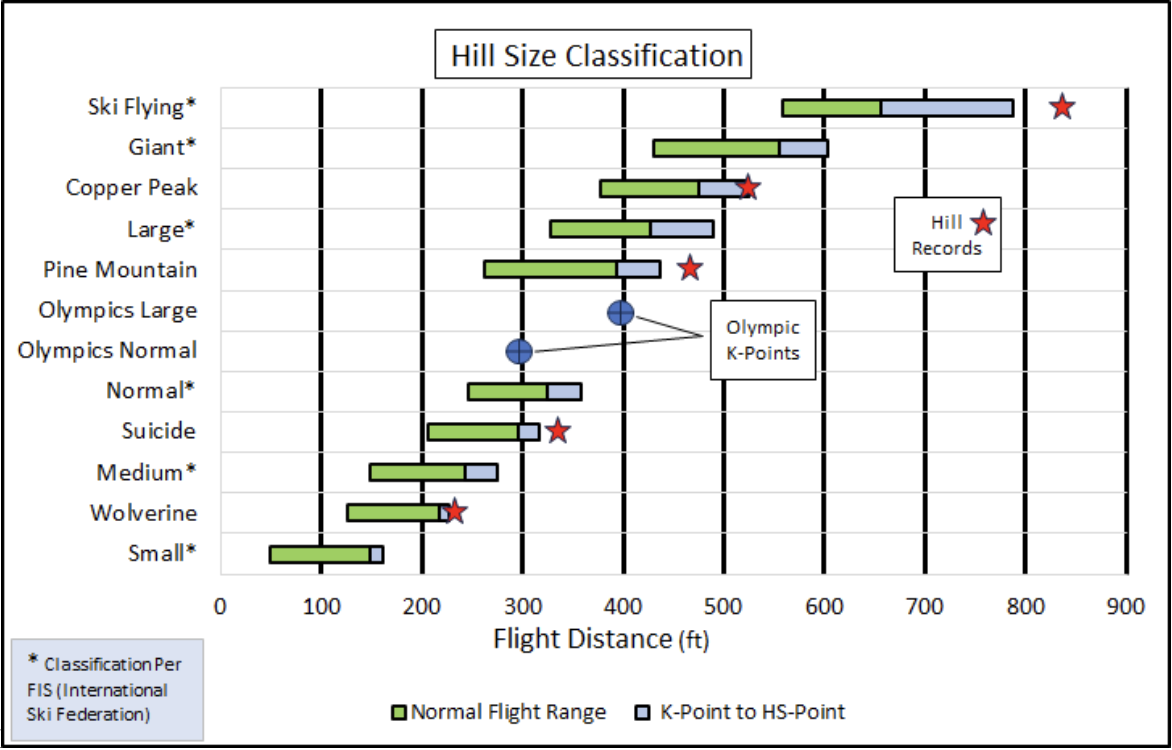 Hill Size Classification
Ski Flying*
Giant*
Copper Peak
Large*
Pine Mountain
Olympics Large
Olympics Normal
Normal*
Suicide
Medium*
Wolverine
Small*
Hill
Records
Olympic
K-Points
0 100 200 300 400 500 600 700 800 900
Flight Distance (ft)
* Classification Per
FIS (International
Ski Federation)
Normal Flight Range K-Point to HS-Point